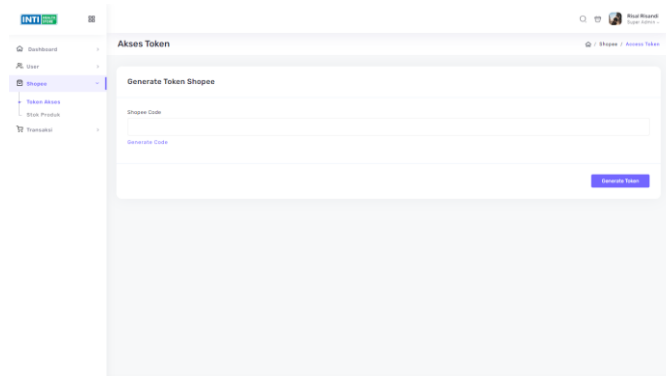 INTI
Rizal Risandi
Super Admin
Dashboard
Akses Token
/ Shopee / Access Token
User
Shopee
Generate Token Shopee
Token Akses
Shopee Code
Stok Produk
Transaksi
Generate Code
Generate Token